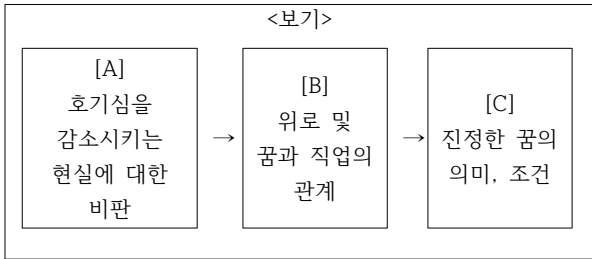 <보기>
[A]
호기심을
감소시키는
현실에 대한
비판
→
[B]
위로 및
꿈과 직업의
관계
→
[C]
진정한 꿈의
의미, 조건